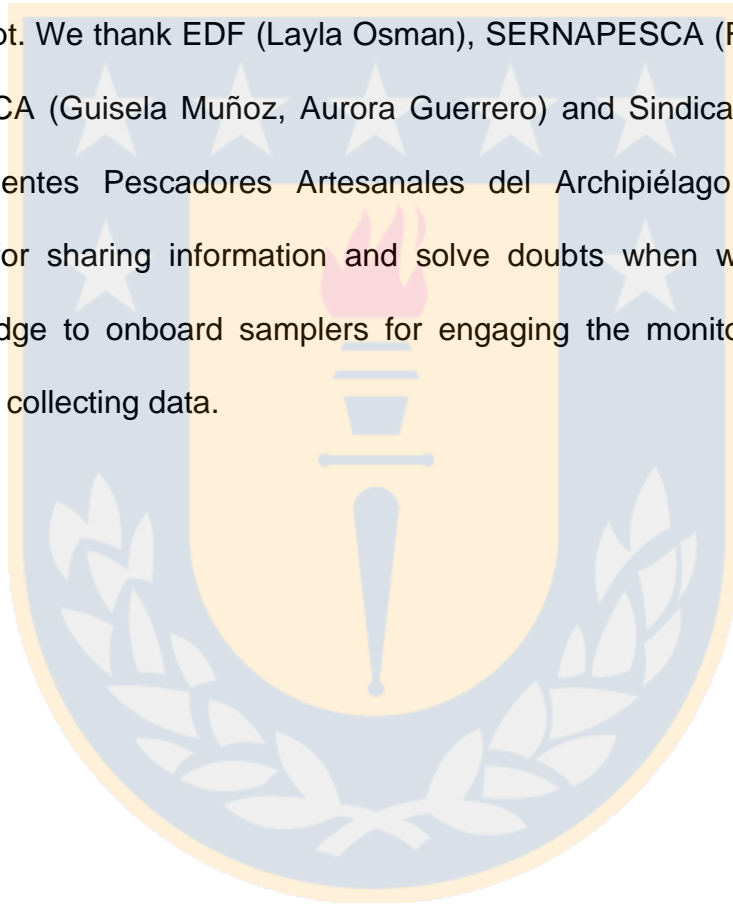 ot. We thank EDF (Layla Osman), SERNAPESCA (
CA (Guisela Muñoz, Aurora Guerrero) and Sindica
entes Pescadores Artesanales del Archipiélago
for sharing information and solve doubts when w
dge to onboard samplers for engaging the monito
collecting data.